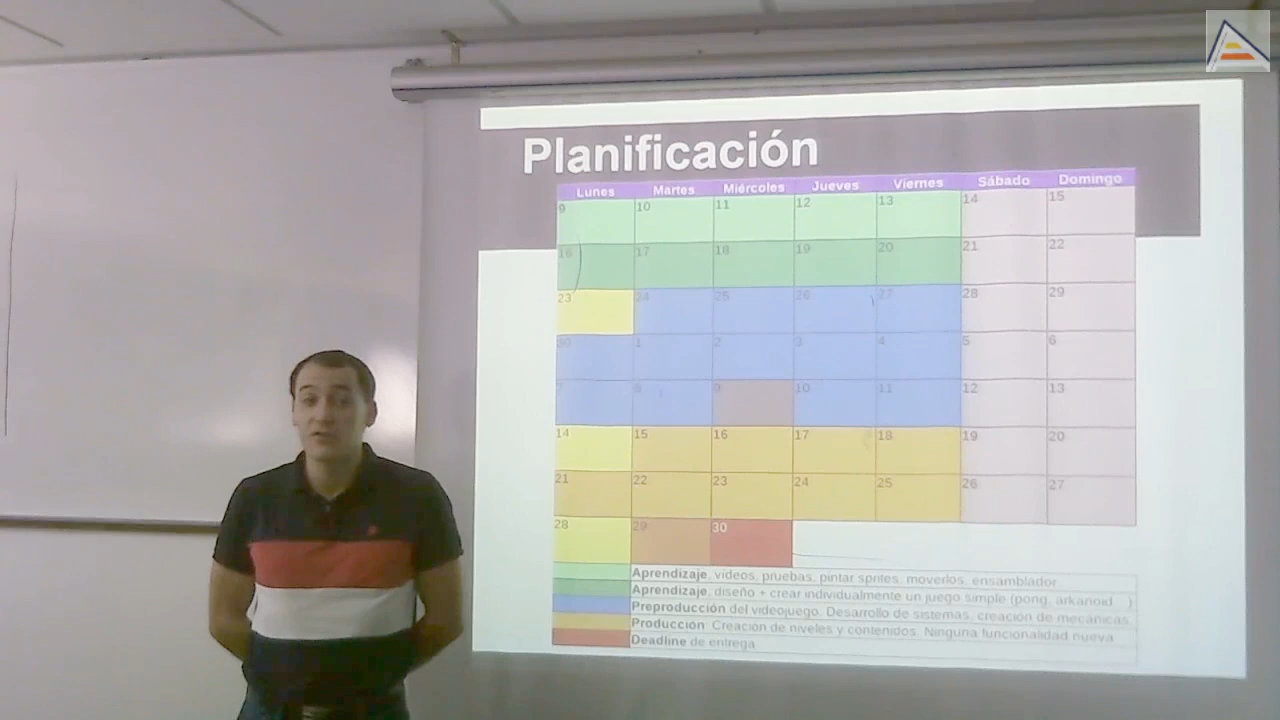 Planificación
Lunes Martes Miércoles Jueves Viernes Sábado Domingo
9 10 11 12 13 14 15
16 17 18 19 20 21 22
23 24 25 26 27 28 29
30 1 2 3 4 5 6
7 8 9 10 11 12 13
14 15 16 17 18 19 20
21 22 23 24 25 26 27
28 29 30
Aprendizaje, vídeos, pruebas, pintar sprites, moverlos, ensamblador...
Aprendizaje, diseño + crear individualmente un juego simple (pong, arkanoid...)
Preproducción del videojuego. Desarrollo de sistemas, creación de mecánicas.
Producción: Creación de niveles y contenidos. Ninguna funcionalidad nueva
Deadline de entrega